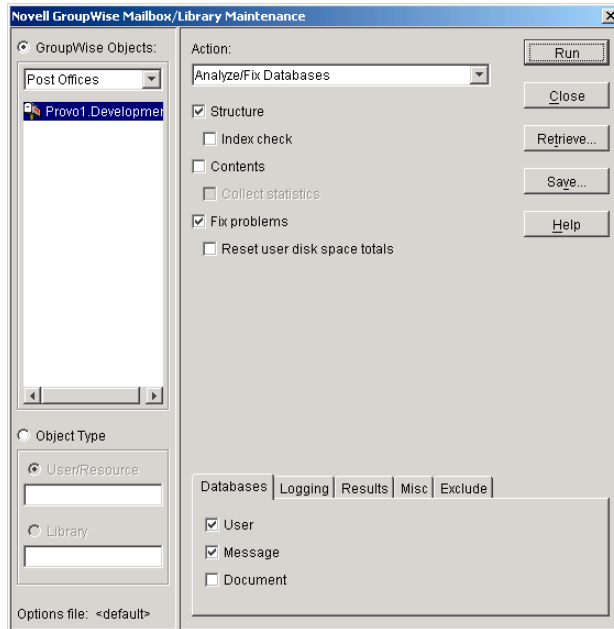 Novell GroupWise Mailbox/Library Maintenance
GroupWise Objects:
Post Offices
Provo1.Developmer
Object Type
User/Resource
Library
Options file: <default>
Action:
Analyze/Fix Databases
Structure
Index check
Contents
Collect statistics
Fix problems
Reset user disk space totals
Run
Close
Retrieve...
Save...
Help
Databases Logging Results Misc Exclude
User
Message
Document